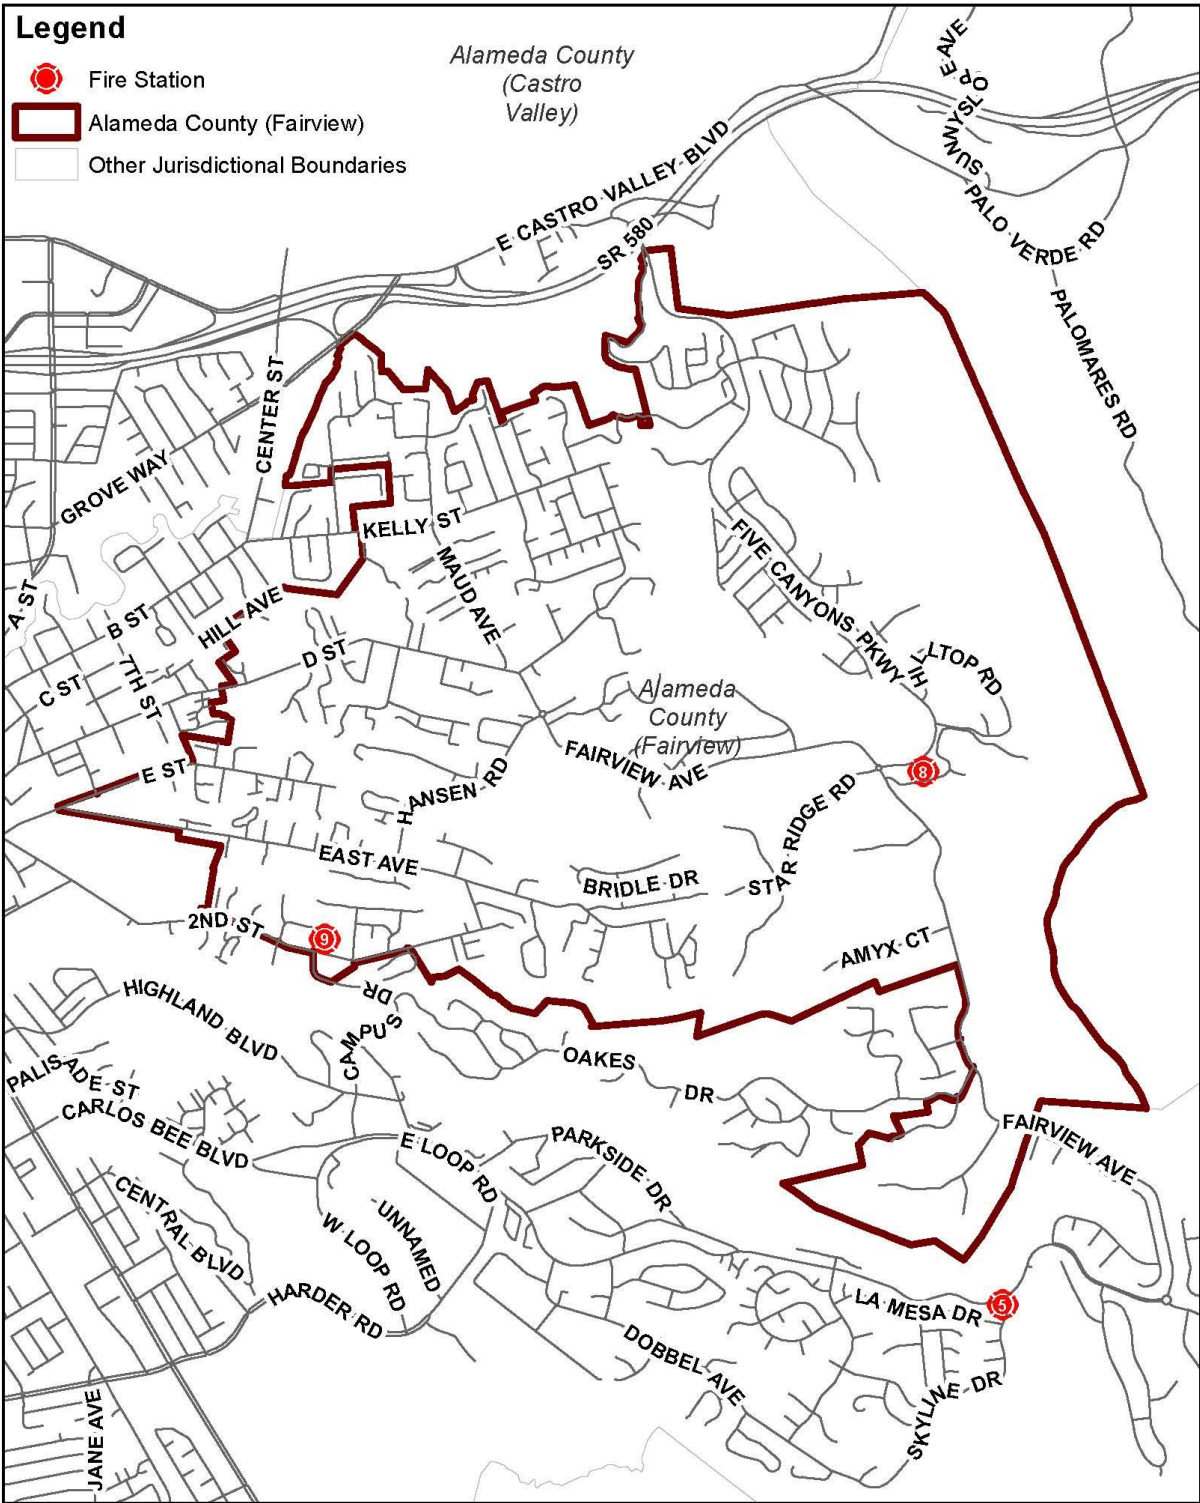 Legend
Fire Station
Alameda County (Fairview)
Other Jurisdictional Boundaries
Alameda County
(Castro
Valley)
SUNNYSLOPE AVE
E CASTRO VALLEY BLVD
SR 580
PALO VERDE RD
PALOMARES RD
CENTER ST
GROVE WAY
KELLY ST
MAUD AVE
FIVE CANYONS PKWY
A ST
B ST
HILL AVE
C ST
7TH ST
D ST
HILLTOP RD
Alameda
County
(Fairview)
FAIRVIEW AVE
8
E ST
HANSEN RD
STAR RIDGE RD
EAST AVE
BRIDLE DR
2ND ST
9
AMYX CT
HIGHLAND BLVD
CAMPUS DR
OAKES DR
PALISADE ST
CARLOS BEE BLVD
E LOOP RD
PARKSIDE DR
FAIRVIEW AVE
CENTRAL BLVD
UNNAMED
W LOOP RD
HARDER RD
LA MESA DR
5
DOBBEL AVE
SKYLINE DR
JANE AVE